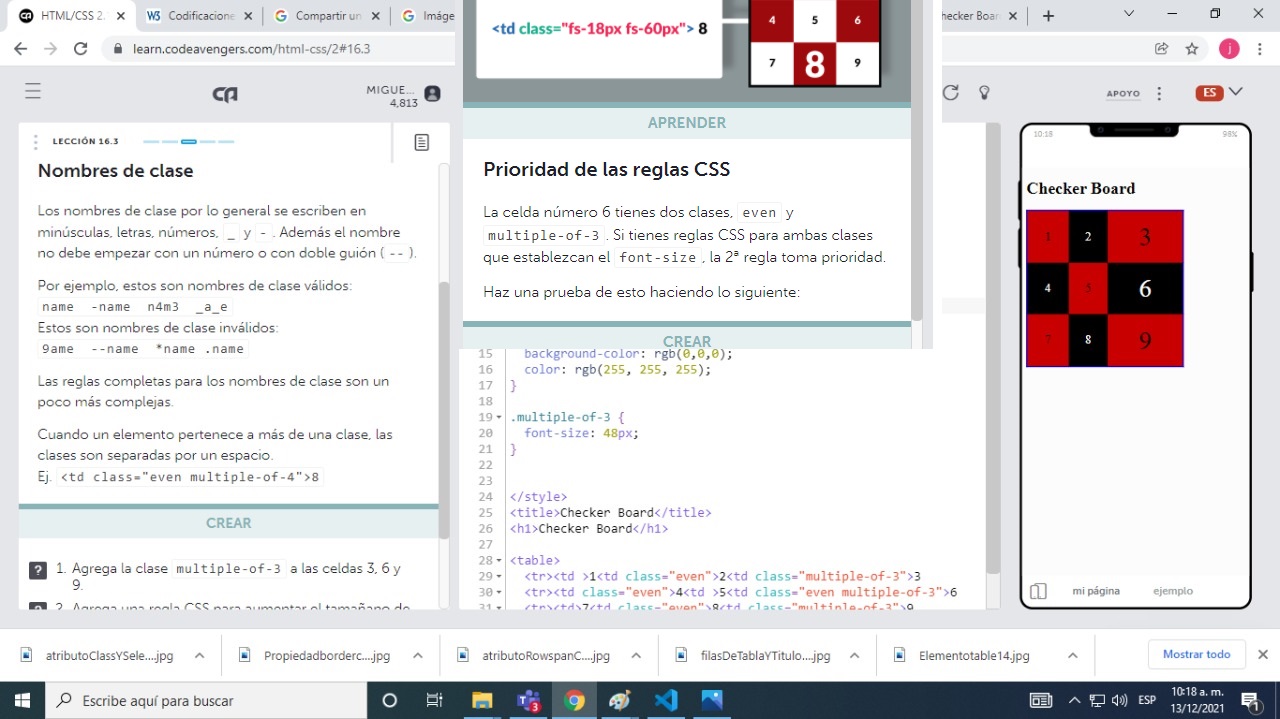 HTML/CSS 2.
Codificacione
Compartir un
Imáge
hecker Boar
learn.codeavengers.com/html-css/2#16.3
MIGUE...
4,813
LECCIÓN 16.3
Nombres de clase
Los nombres de clase por lo general se escriben en
minúsculas, letras, números, _ y - . Además el nombre
no debe empezar con un número o con doble guión ( -- ).
Por ejemplo, estos son nombres de clase válidos:
name -name n4m3 _a_e
Estos son nombres de clase inválidos:
9ame --name *name .name
Las reglas completas para los nombres de clase son un
poco más complejas.
Cuando un elemento pertenece a más de una clase, las
clases son separadas por un espacio.
Ej. <td class="even multiple-of-4">8
CREAR
1. Agrega la clase multiple-of-3 a las celdas 3, 6 y
9.
2. Agrega una regla CSS para aumentar el tamañano de
<td class="fs-18px fs-60px"> 8
4 5 6
7 8 9
APRENDER
Prioridad de las reglas CSS
La celda número 6 tienes dos clases, even y
multiple-of-3 . Si tienes reglas CSS para ambas clases
que establezcan el font-size , la 2ª regla toma prioridad.
Haz una prueba de esto haciendo lo siguiente:
CREAR
15 background-color: rgb(0,0,0);
16 color: rgb(255, 255, 255);
17 }
18
19 .multiple-of-3 {
20 font-size: 48px;
21 }
22
23
24 </style>
25 <title>Checker Board</title>
26 <h1>Checker Board</h1>
27
28 <table>
29 <tr><td >1<td class="even">2<td class="multiple-of-3">3
30 <tr><td class="even">4<td >5<td class="even multiple-of-3">6
31 <tr><td>7<td class="even">8<td class="multiple-of-3">9
APOYO
ES
10:18
98%
Checker Board
1 2 3
4 5 6
7 8 9
mi página
ejemplo
atributoClassYSele....jpg
Propiedadborderc....jpg
atributoRowspanC....jpg
filasDeTablaYTitulo....jpg
Elementotable14.jpg
Mostrar todo
Escribe aquí para buscar
3
ESP
10:18 a. m.
13/12/2021
1